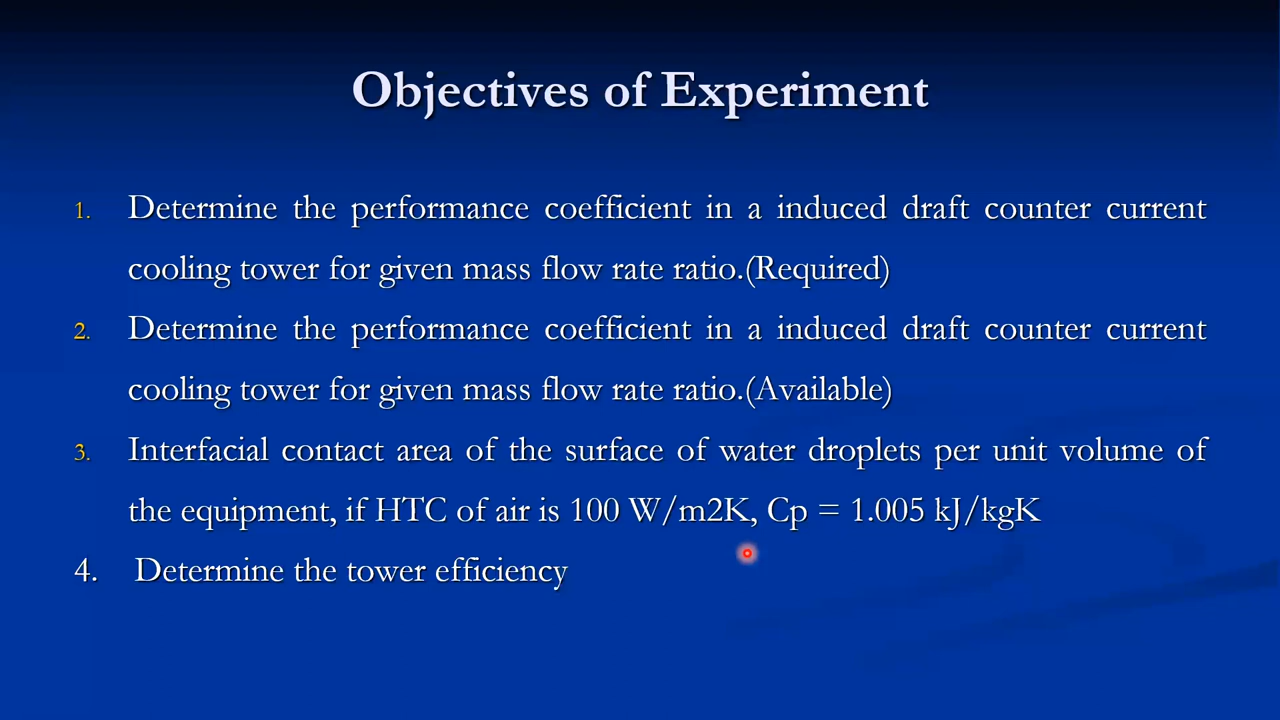 Objectives of Experiment
1. Determine the performance coefficient in a induced draft counter current
cooling tower for given mass flow rate ratio.(Required)
2. Determine the performance coefficient in a induced draft counter current
cooling tower for given mass flow rate ratio.(Available)
3. Interfacial contact area of the surface of water droplets per unit volume of
the equipment, if HTC of air is 100 W/m2K, Cp = 1.005 kJ/kgK
4. Determine the tower efficiency